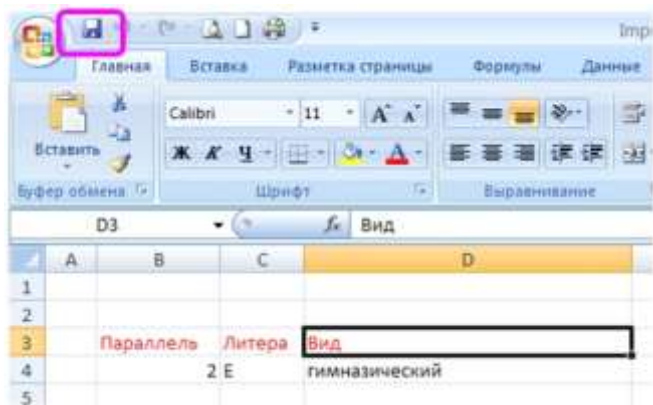 Imp
Главная Вставка Разметка страницы Формулы Данные
Calibri 11 А А
Вставить
Ж К Ч А
Буфер обмена Шрифт Выравнивание
D3 fx Вид
A B C D
1
2
3 Параллель Литера Вид
4 2 Е гимназический
5